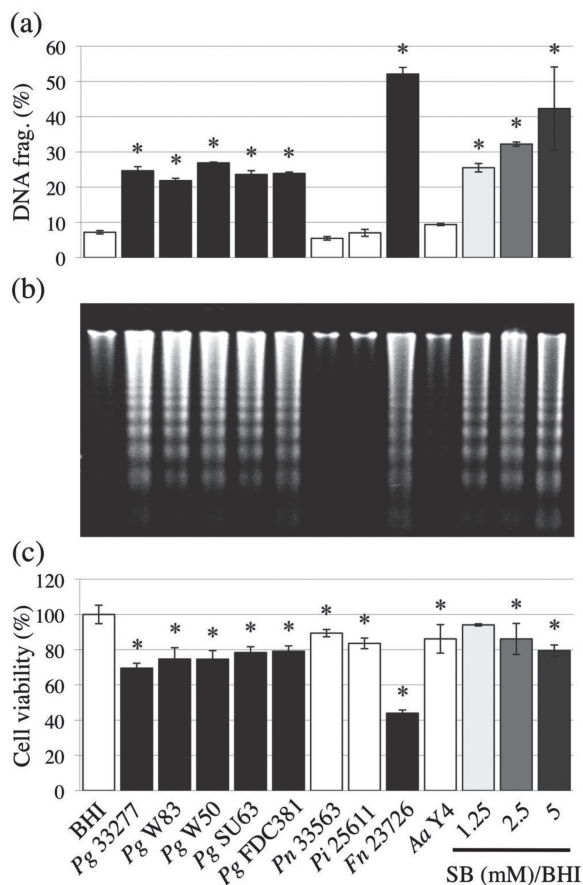 (a)
DNA frag. (%)
60
50
40
30
20
10
0
* * * * * * * * *
(b)
(c)
Cell viability (%)
120
100
80
60
40
20
0
* * * * * * * * * * *
BHI
Pg 33277
Pg W83
Pg W50
Pg SU63
Pg FDC381
Pn 33563
Pi 25611
Fn 23726
Aa Y4
1.25
2.5
5
SB (mM)/BHI